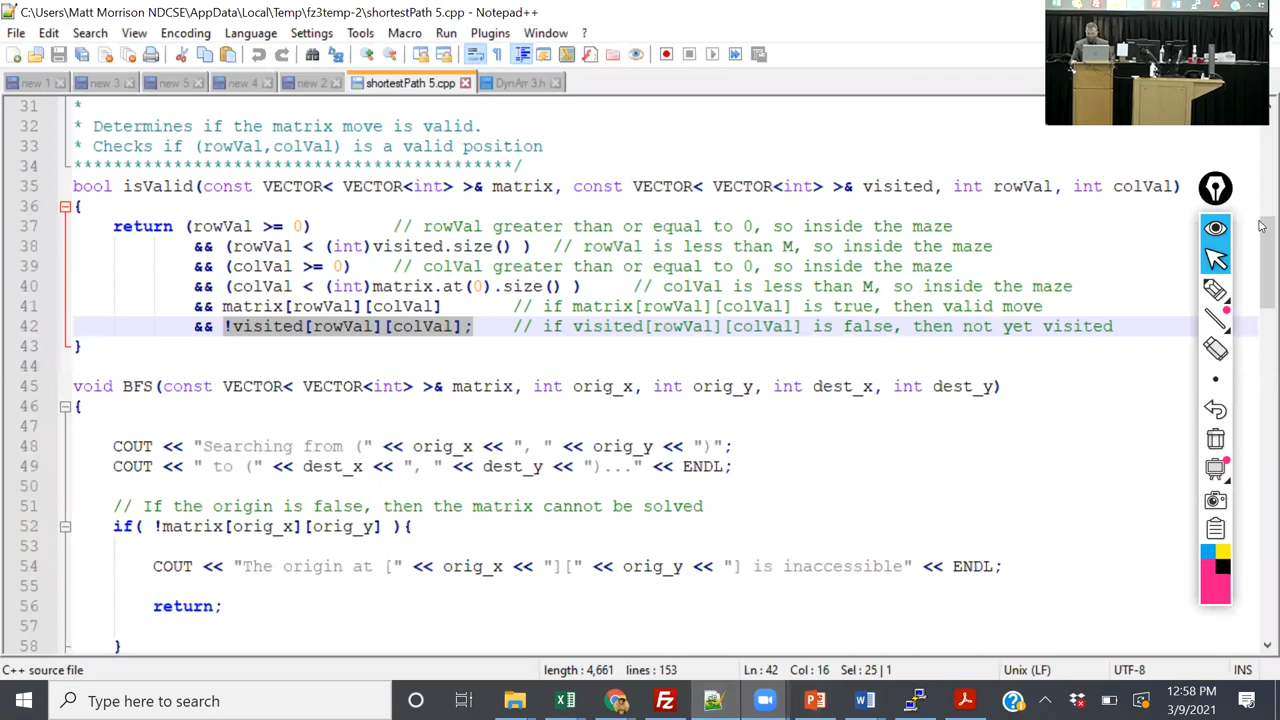 C:\Users\Matt Morrison NDCSE\AppData\Local\Temp\fz3temp-2\shortestPath 5.cpp - Notepad++
File Edit Search View Encoding Language Settings Tools Macro Run Plugins Window ?
new 1 new 3 new 5 new 4 new 2 shortestPath 5.cpp DynArr 3.h
31 *
32 * Determines if the matrix move is valid.
33 * Checks if (rowVal,colVal) is a valid position
34 ********************************************/
35 bool isValid(const VECTOR< VECTOR<int> >& matrix, const VECTOR< VECTOR<int> >& visited, int rowVal, int colVal)
36 {
37 return (rowVal >= 0) // rowVal greater than or equal to 0, so inside the maze
38 && (rowVal < (int)visited.size() ) // rowVal is less than M, so inside the maze
39 && (colVal >= 0) // colVal greater than or equal to 0, so inside the maze
40 && (colVal < (int)matrix.at(0).size() ) // colVal is less than M, so inside the maze
41 && matrix[rowVal][colVal] // if matrix[rowVal][colVal] is true, then valid move
42 && !visited[rowVal][colVal]; // if visited[rowVal][colVal] is false, then not yet visited
43 }
44
45 void BFS(const VECTOR< VECTOR<int> >& matrix, int orig_x, int orig_y, int dest_x, int dest_y)
46 {
47
48 COUT << "Searching from (" << orig_x << ", " << orig_y << ")";
49 COUT << " to (" << dest_x << ", " << dest_y << ")..." << ENDL;
50
51 // If the origin is false, then the matrix cannot be solved
52 if( !matrix[orig_x][orig_y] ){
53
54 COUT << "The origin at [" << orig_x << "][" << orig_y << "] is inaccessible" << ENDL;
55
56 return;
57
58 }
C++ source file length : 4,661 lines : 153 Ln : 42 Col : 16 Sel : 25 | 1 Unix (LF) UTF-8 INS
Type here to search
12:58 PM
3/9/2021